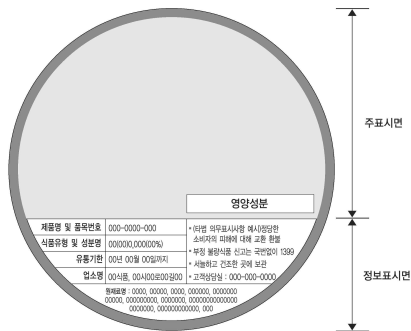 주표시면
영양성분
제품명 및 품목번호 000-0000-000
식품유형 및 성분명 00(00)0,000(00%)
유통기한 00년 00월 00일까지
업소명 00식품, 00시00로00길00
* (타법 의무표시사항 예시)정당한
소비자의 피해에 대해 교환 환불
* 부정 불량식품 신고는 국번없이 1399
* 서늘하고 건조한 곳에 보관
* 고객상담실 : 000-000-0000
정보표시면
원재료명 : 0000, 00000, 0000, 000000, 0000000
00000, 000000000, 0000000, 00000000000000
0000000, 000000000000, 000